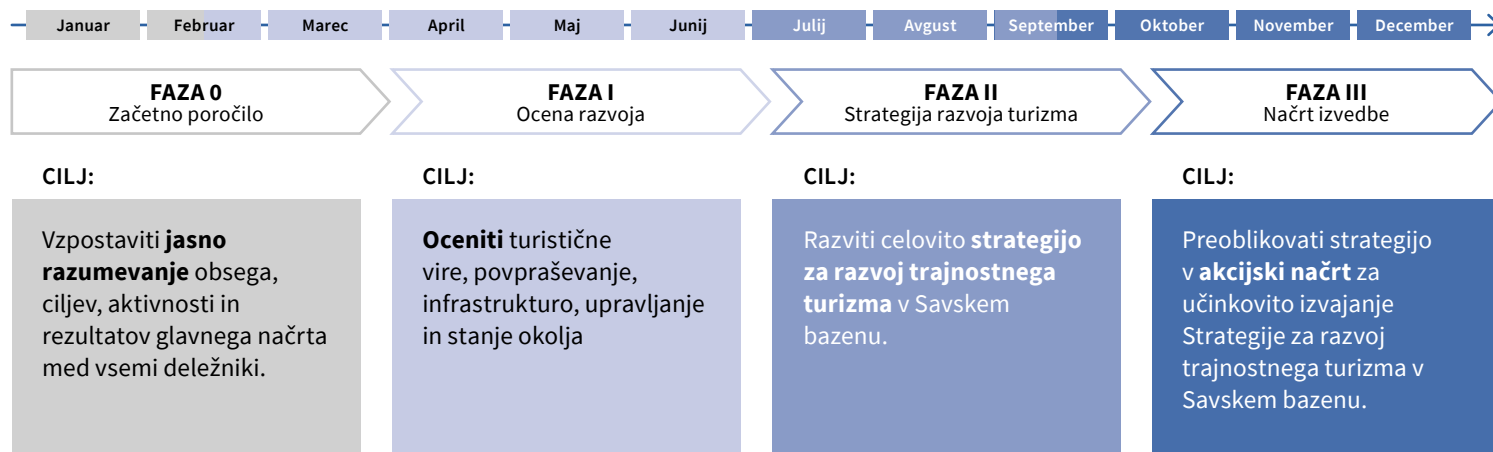 Januar Februar Marec April Maj Junij Julij Avgust September Oktober November December
FAZA 0
Začetno poročilo
CILJ:
Vzpostaviti jasno
razumevanje obsega,
ciljev, aktivnosti in
rezultatov glavnega načrta
med vsemi deležniki.
FAZA I
Ocena razvoja
CILJ:
Oceniti turistične
vire, povpraševanje,
infrastrukturo, upravljanje
in stanje okolja
FAZA II
Strategija razvoja turizma
CILJ:
Razviti celovito strategijo
za razvoj trajnostnega
turizma v Savskem
bazenu.
FAZA III
Načrt izvedbe
CILJ:
Preoblikovati strategijo
v akcijski načrt za
učinkovito izvajanje
Strategije za razvoj
trajnostnega turizma v
Savskem bazenu.